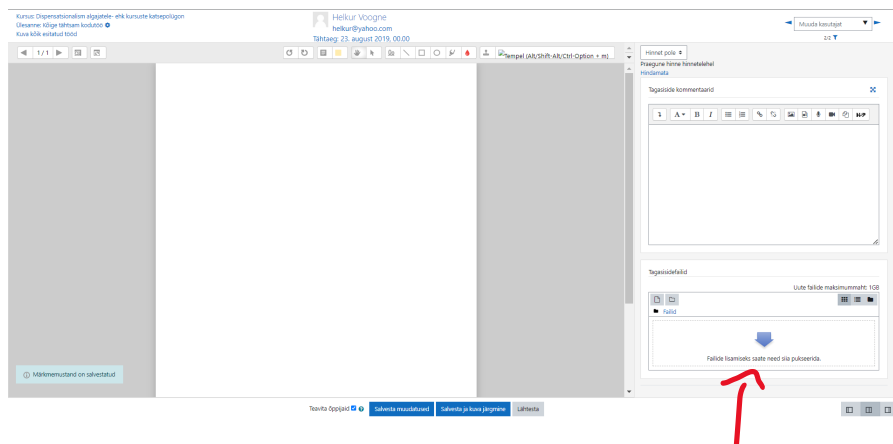 Kursus: Dispensatsionalism algajatele- ehk kursuste katsepolügon
Ülesanne: Kõige tähtsam kodutöö
Kuva kõik esitatud tööd
Helkur Voogne
helkur@yahoo.com
Tähtaeg: 23. august 2019, 00.00
Muuda kasutajat
2/2
1/1
Tempel (Alt/Shift-Alt/Ctrl-Option + m)
Hinnet pole
Praegune hinne hinnetelehel
Hindamata
Tagasiside kommentaarid
A B I H-P
Tagasisidefailid
Uute failide maksimummaht: 1GB
Failid
Failide lisamiseks saate need siia pukseerida.
Märkmemustand on salvestatud
Teavita õppijaid Salvesta muudatused Salvesta ja kuva järgmine Lähtesta